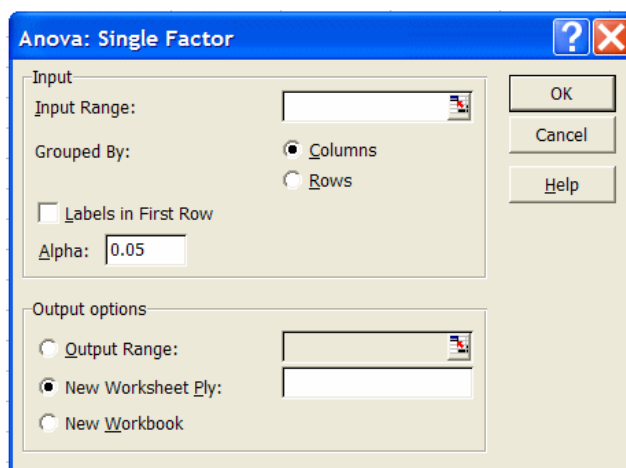 Anova: Single Factor
Input
Input Range:
Grouped By:
Columns
Rows
Labels in First Row
Alpha: 0.05
OK
Cancel
Help
Output options
Output Range:
New Worksheet Ply:
New Workbook